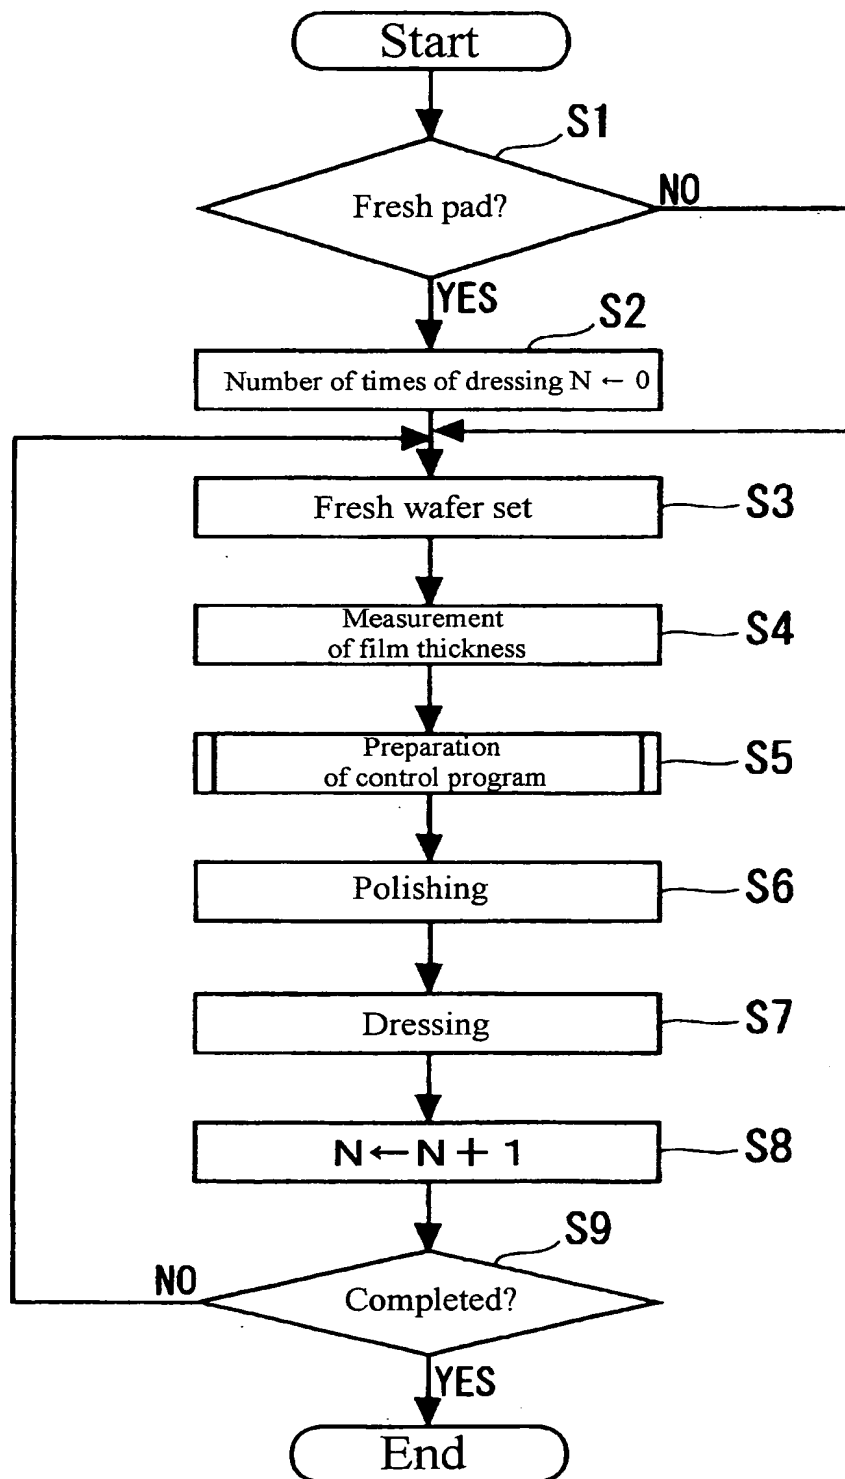 Start
S1
Fresh pad?
NO
YES
S2
Number of times of dressing N ← 0
Fresh wafer set
S3
Measurement
of film thickness
S4
Preparation
of control program
S5
Polishing
S6
Dressing
S7
N←N + 1
S8
S9
NO
Completed?
YES
End